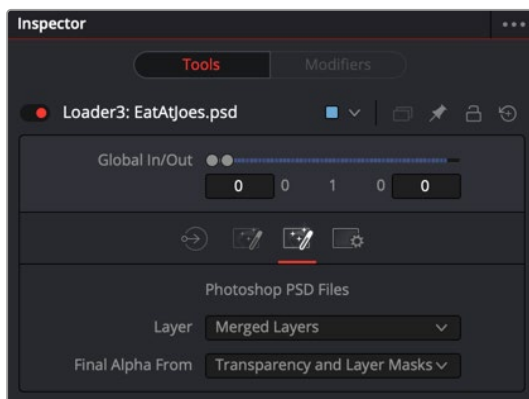 Inspector
Tools Modifiers
Loader3: EatAtJoes.psd
Global In/Out
0 0 1 0 0
Photoshop PSD Files
Layer Merged Layers
Final Alpha From Transparency and Layer Masks